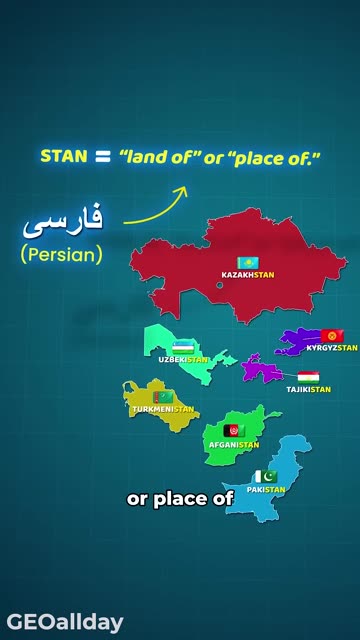 STAN = “land of” or “place of.”
فارسی
(Persian)
KAZAKHSTAN
UZBEKISTAN
KYRGYZSTAN
TAJIKISTAN
TURKMENISTAN
AFGANISTAN
PAKISTAN
or place of
GEOallday